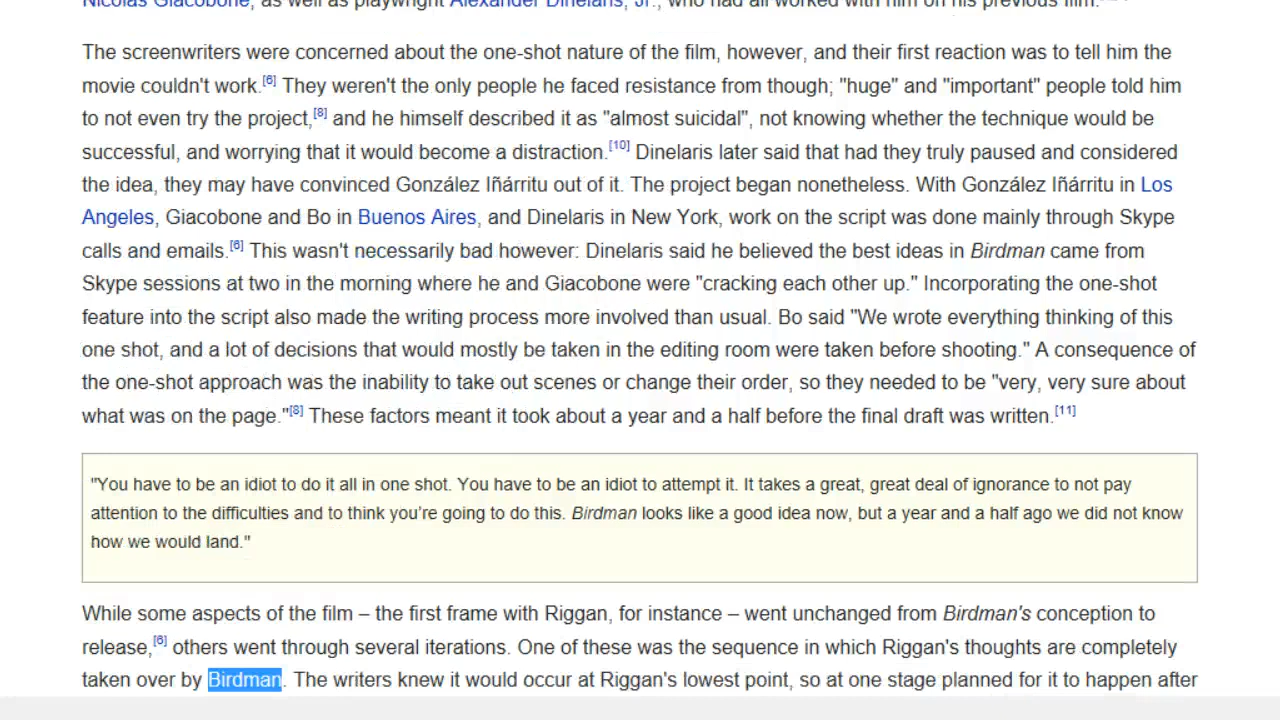 Nicolás Giacobone, as well as playwright Alexander Dinelaris, Jr., who had all worked with him on his previous film.
The screenwriters were concerned about the one-shot nature of the film, however, and their first reaction was to tell him the
movie couldn't work.[6] They weren't the only people he faced resistance from though; "huge" and "important" people told him
to not even try the project,[8] and he himself described it as "almost suicidal", not knowing whether the technique would be
successful, and worrying that it would become a distraction.[10] Dinelaris later said that had they truly paused and considered
the idea, they may have convinced González Iñárritu out of it. The project began nonetheless. With González Iñárritu in Los
Angeles, Giacobone and Bo in Buenos Aires, and Dinelaris in New York, work on the script was done mainly through Skype
calls and emails.[6] This wasn't necessarily bad however: Dinelaris said he believed the best ideas in Birdman came from
Skype sessions at two in the morning where he and Giacobone were "cracking each other up." Incorporating the one-shot
feature into the script also made the writing process more involved than usual. Bo said "We wrote everything thinking of this
one shot, and a lot of decisions that would mostly be taken in the editing room were taken before shooting." A consequence of
the one-shot approach was the inability to take out scenes or change their order, so they needed to be "very, very sure about
what was on the page."[8] These factors meant it took about a year and a half before the final draft was written.[11]
"You have to be an idiot to do it all in one shot. You have to be an idiot to attempt it. It takes a great, great deal of ignorance to not pay
attention to the difficulties and to think you're going to do this. Birdman looks like a good idea now, but a year and a half ago we did not know
how we would land."
While some aspects of the film – the first frame with Riggan, for instance – went unchanged from Birdman's conception to
release,[6] others went through several iterations. One of these was the sequence in which Riggan's thoughts are completely
taken over by Birdman. The writers knew it would occur at Riggan's lowest point, so at one stage planned for it to happen after